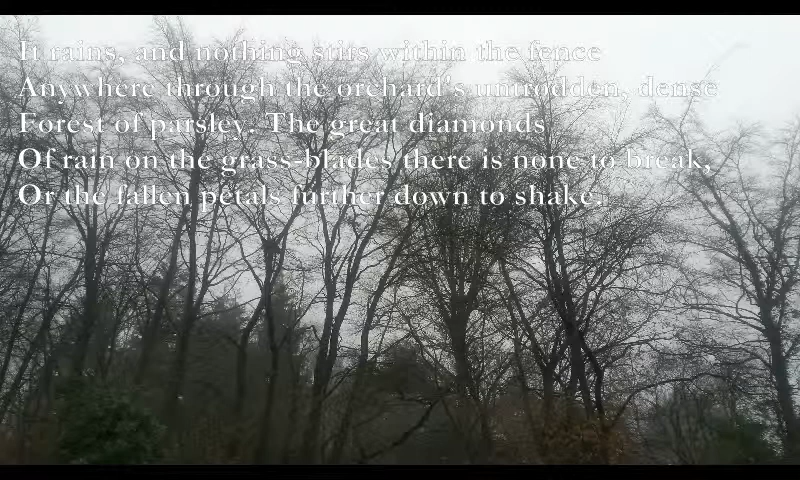 It rains, and nothing stirs within the fence
Anywhere through the orchard's untrodden, dense
Forest of parsley. The great diamonds
Of rain on the grass-blades there is none to break,
Or the fallen petals further down to shake.